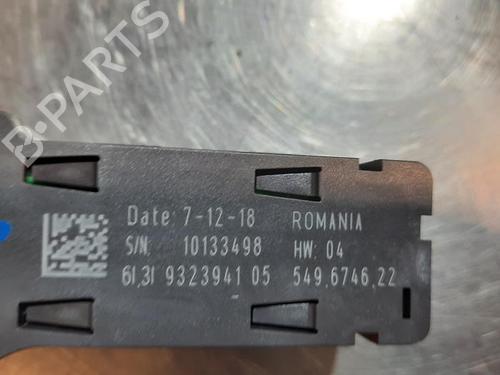 B-PARTS
Date: 7-12-18 ROMANIA
S/N: 10133498 HW: 04
61.31 9323941 05 549.6746.22